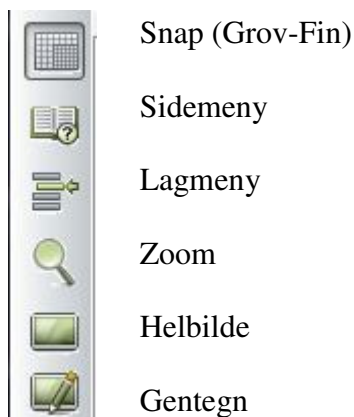 Snap (Grov-Fin)
Sidemeny
Lagmeny
Zoom
Helbilde
Gentegn